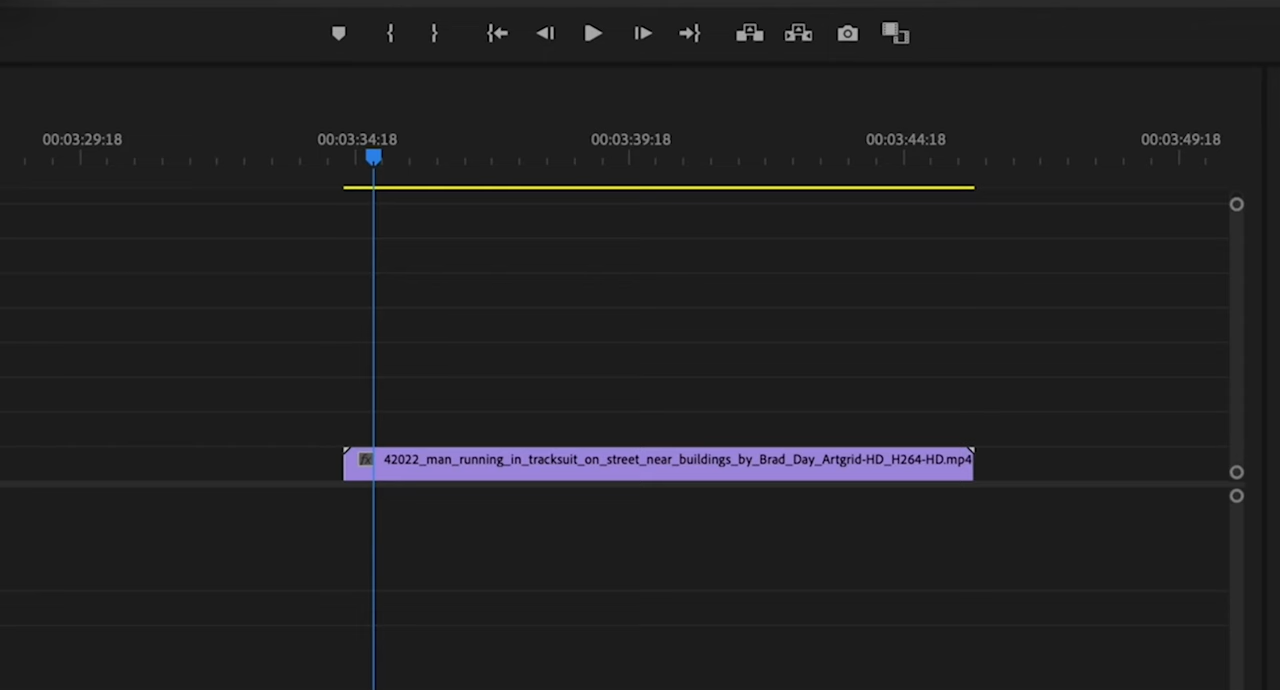 00:03:29:18 00:03:34:18 00:03:39:18 00:03:44:18 00:03:49:18
fx 42022_man_running_in_tracksuit_on_street_near_buildings_by_Brad_Day_Artgrid-HD_H264-HD.mp4